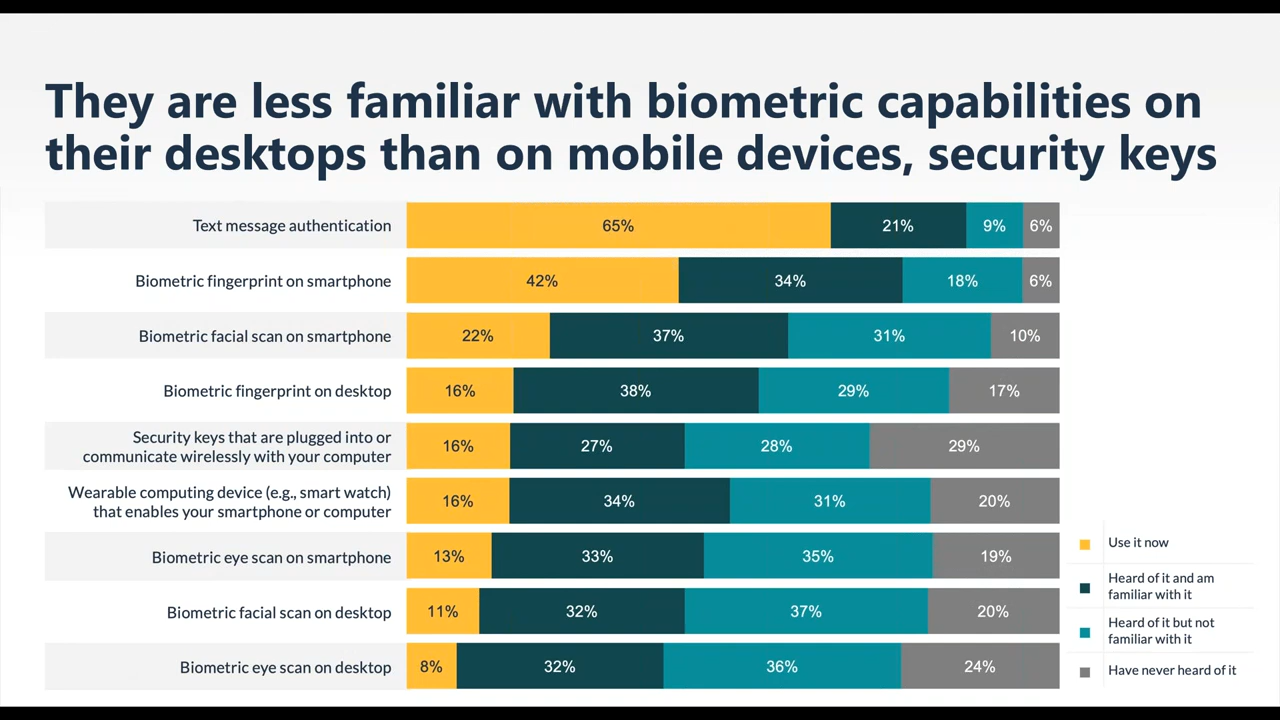 They are less familiar with biometric capabilities on
their desktops than on mobile devices, security keys
Text message authentication
65% 21% 9% 6%
Biometric fingerprint on smartphone
42% 34% 18% 6%
Biometric facial scan on smartphone
22% 37% 31% 10%
Biometric fingerprint on desktop
16% 38% 29% 17%
Security keys that are plugged into or
communicate wirelessly with your computer
16% 27% 28% 29%
Wearable computing device (e.g., smart watch)
that enables your smartphone or computer
16% 34% 31% 20%
Biometric eye scan on smartphone
13% 33% 35% 19%
Biometric facial scan on desktop
11% 32% 37% 20%
Biometric eye scan on desktop
8% 32% 36% 24%
Use it now
Heard of it and am
familiar with it
Heard of it but not
familiar with it
Have never heard of it